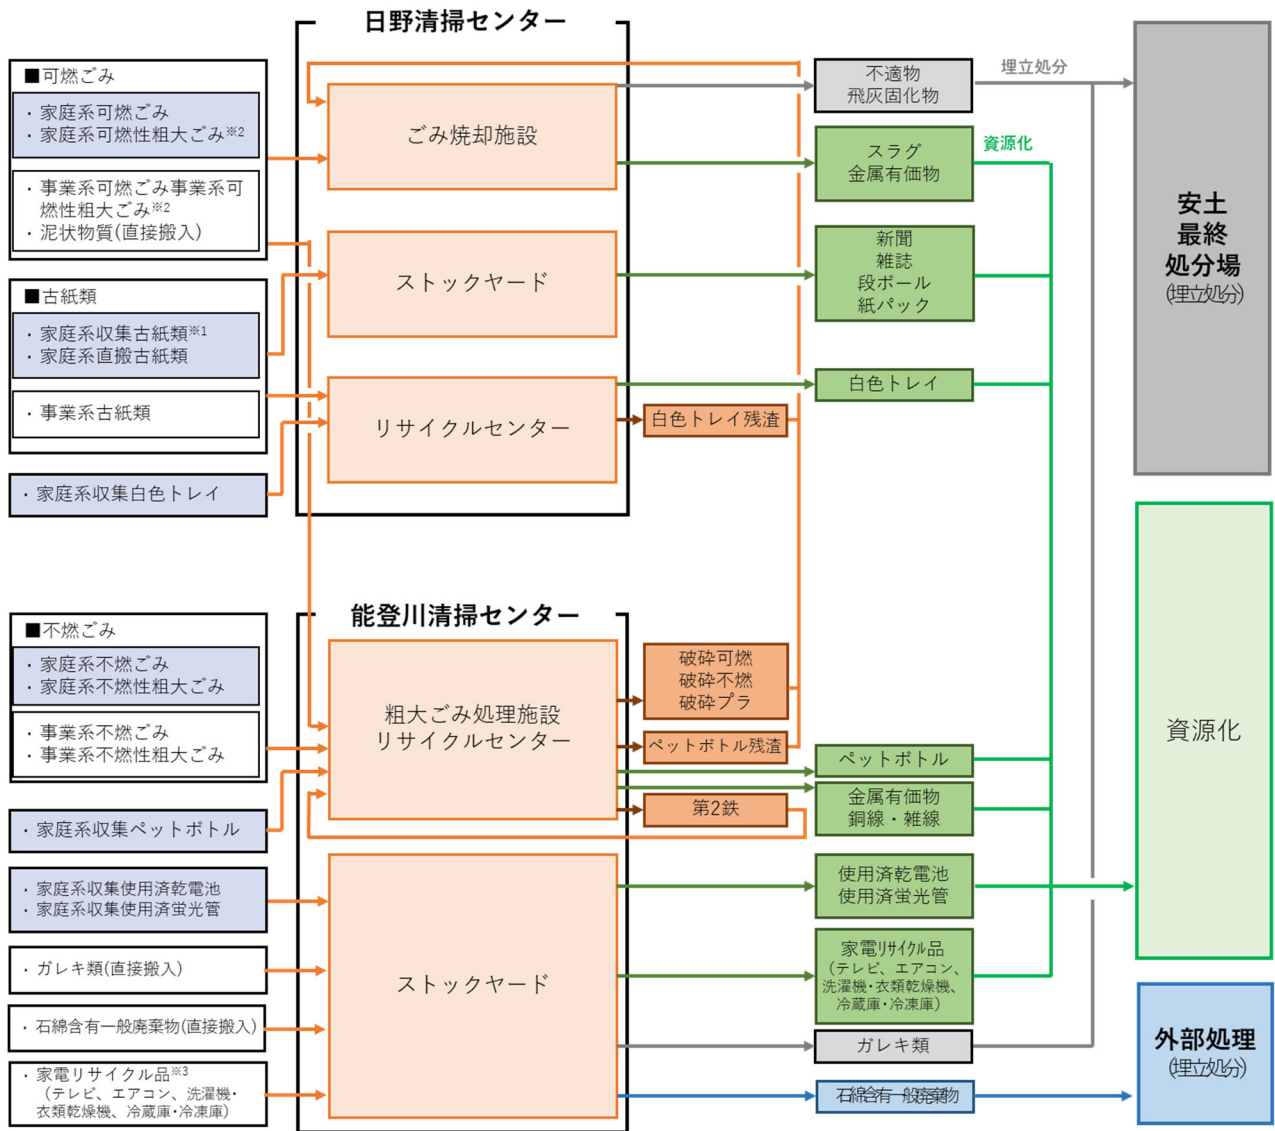 日野清掃センター
■可燃ごみ
・家庭系可燃ごみ
・家庭系可燃性粗大ごみ※2
・事業系可燃ごみ事業系可
燃性粗大ごみ※2
・泥状物質(直接搬入)
■古紙類
・家庭系収集古紙類※1
・家庭系直搬古紙類
・事業系古紙類
・家庭系収集白色トレイ
ごみ焼却施設
ストックヤード
リサイクルセンター
白色トレイ残渣
不適物
飛灰固化物
スラグ
金属有価物
新聞
雑誌
段ボール
紙パック
白色トレイ
埋立処分
資源化
安土
最終
処分場
(埋立処分)
能登川清掃センター
■不燃ごみ
・家庭系不燃ごみ
・家庭系不燃性粗大ごみ
・事業系不燃ごみ
・事業系不燃性粗大ごみ
・家庭系収集ペットボトル
・家庭系収集使用済乾電池
・家庭系収集使用済蛍光管
・ガレキ類(直接搬入)
・石綿含有一般廃棄物(直接搬入)
・家電リサイクル品※3
(テレビ、エアコン、洗濯機・
衣類乾燥機、冷蔵庫・冷凍庫)
粗大ごみ処理施設
リサイクルセンター
ストックヤード
破砕可燃
破砕不燃
破砕プラ
ペットボトル残渣
第2鉄
ペットボトル
金属有価物
銅線・雑線
使用済乾電池
使用済蛍光管
家電リサイクル品
(テレビ、エアコン、
洗濯機・衣類乾燥機、
冷蔵庫・冷凍庫)
ガレキ類
石綿含有一般廃棄物
資源化
外部処理
(埋立処分)